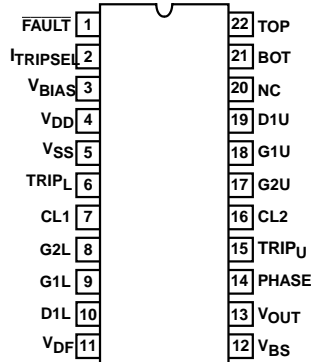 FAULT 1 22 TOP
ITRIPSEL 2 21 BOT
VBIAS 3 20 NC
VDD 4 19 D1U
VSS 5 18 G1U
TRIPL 6 17 G2U
CL1 7 16 CL2
G2L 8 15 TRIPU
G1L 9 14 PHASE
D1L 10 13 VOUT
VDF 11 12 VBS